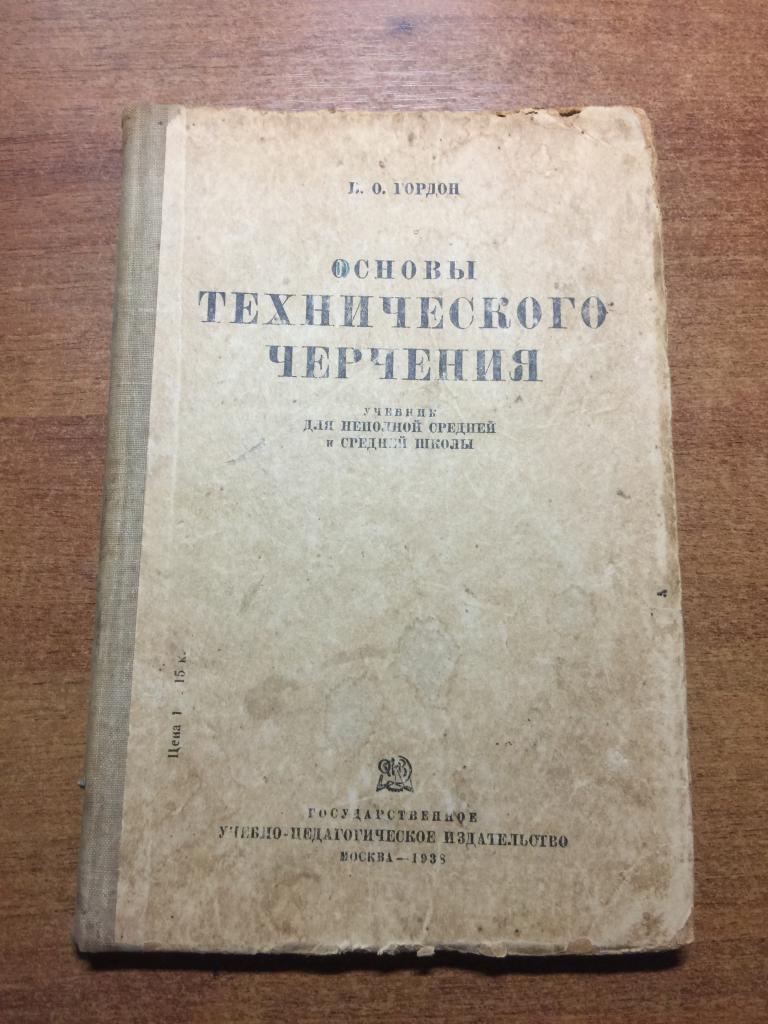 В. О. ГОРДОН
ОСНОВЫ
ТЕХНИЧЕСКОГО
ЧЕРЧЕНИЯ
УЧЕБНИК
ДЛЯ НЕПОЛНОЙ СРЕДНЕЙ
и СРЕДНЕЙ ШКОЛЫ
Цена 1 15 к.
ГОСУДАРСТВЕННОЕ
УЧЕБНО-ПЕДАГОГИЧЕСКОЕ ИЗДАТЕЛЬСТВО
МОСКВА—1938